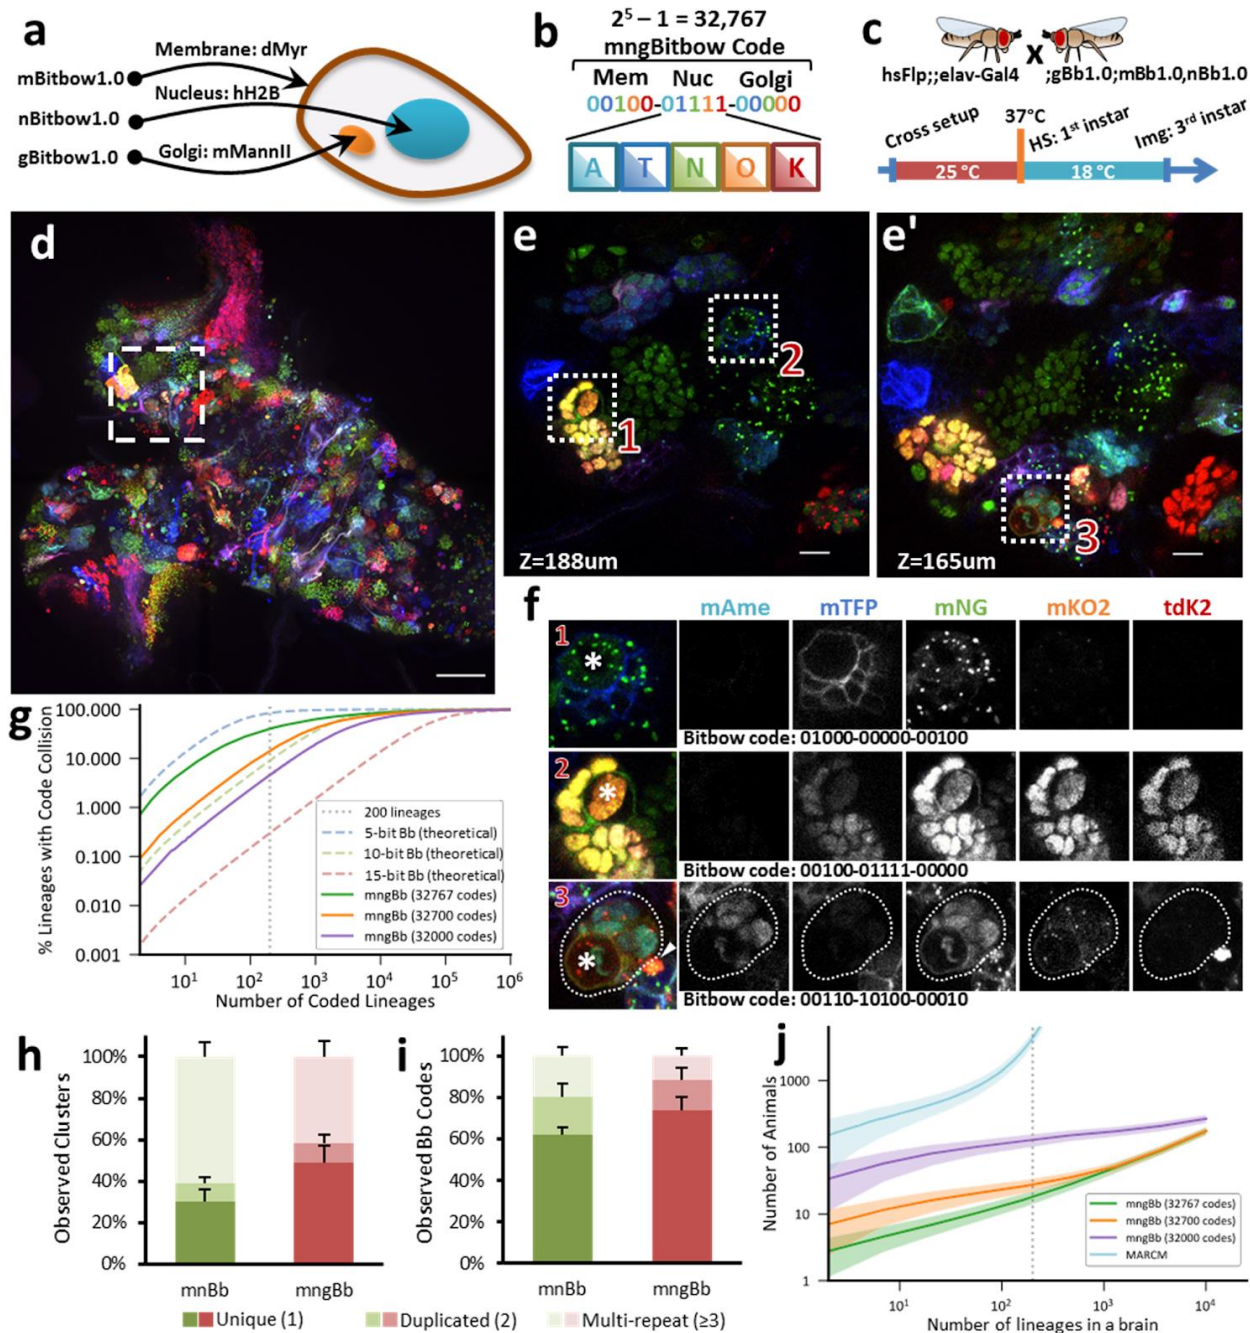 a
Membrane: dMyr
mBitbow1.0
Nucleus: hH2B
nBitbow1.0
Golgi: mMannII
gBitbow1.0
b
2⁵ – 1 = 32,767
mngBitbow Code
Mem Nuc Golgi
00100-01111-00000
A T N O K
c
X
hsFlp;;elav-Gal4 ;gBb1.0;mBb1.0,nBb1.0
Cross setup
37°C
HS: 1st instar
Img: 3rd instar
25 °C
18 °C
d
e
1
2
Z=188um
e'
3
Z=165um
f
mAme mTFP mNG mKO2 tdK2
1
*
Bitbow code: 01000-00000-00100
2
*
Bitbow code: 00100-01111-00000
3
*
Bitbow code: 00110-10100-00010
g
% Lineages with Code Collision
100.000
10.000
1.000
0.100
0.010
0.001
200 lineages
5-bit Bb (theoretical)
10-bit Bb (theoretical)
15-bit Bb (theoretical)
mngBb (32767 codes)
mngBb (32700 codes)
mngBb (32000 codes)
10¹ 10² 10³ 10⁴ 10⁵ 10⁶
Number of Coded Lineages
h
Observed Clusters
100%
80%
60%
40%
20%
0%
mnBb mngBb
i
Observed Bb Codes
100%
80%
60%
40%
20%
0%
mnBb mngBb
Unique (1) Duplicated (2) Multi-repeat (≥3)
j
Number of Animals
1000
100
10
1
mngBb (32767 codes)
mngBb (32700 codes)
mngBb (32000 codes)
MARCM
10¹ 10² 10³ 10⁴
Number of lineages in a brain